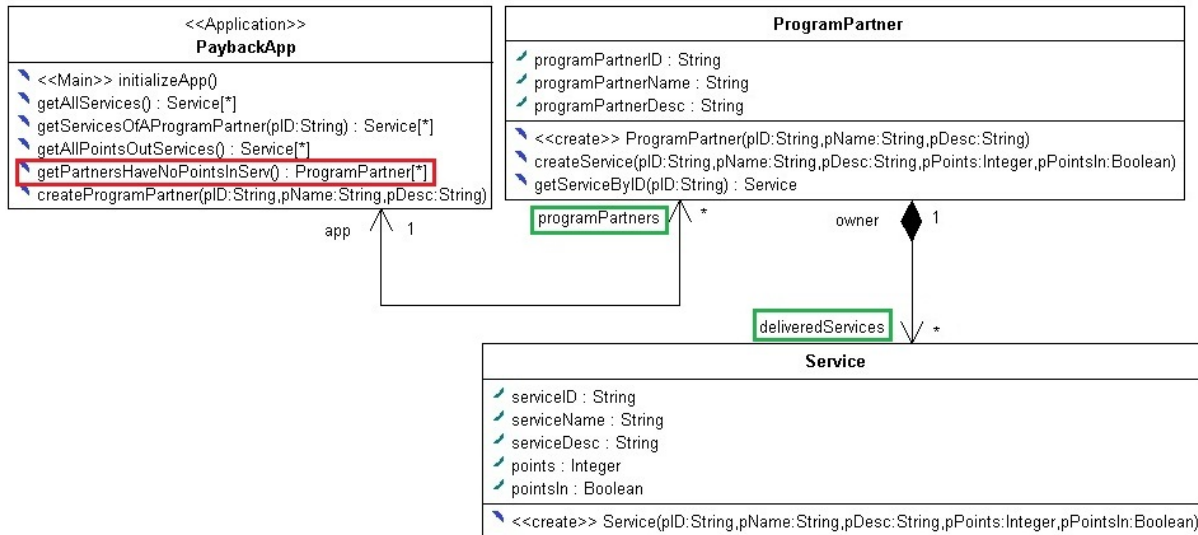 <<Application>>
PaybackApp
<<Main>> initializeApp()
getAllServices() : Service[*]
getServicesOfAProgramPartner(pID:String) : Service[*]
getAllPointsOutServices() : Service[*]
getPartnersHaveNoPointsInServ() : ProgramPartner[*]
createProgramPartner(pID:String,pName:String,pDesc:String)
ProgramPartner
programPartnerID : String
programPartnerName : String
programPartnerDesc : String
<<create>> ProgramPartner(pID:String,pName:String,pDesc:String)
createService(pID:String,pName:String,pDesc:String,pPoints:Integer,pPointsIn:Boolean)
getServiceByID(pID:String) : Service
app 1
programPartners *
owner 1
deliveredServices *
Service
serviceID : String
serviceName : String
serviceDesc : String
points : Integer
pointsIn : Boolean
<<create>> Service(pID:String,pName:String,pDesc:String,pPoints:Integer,pPointsIn:Boolean)